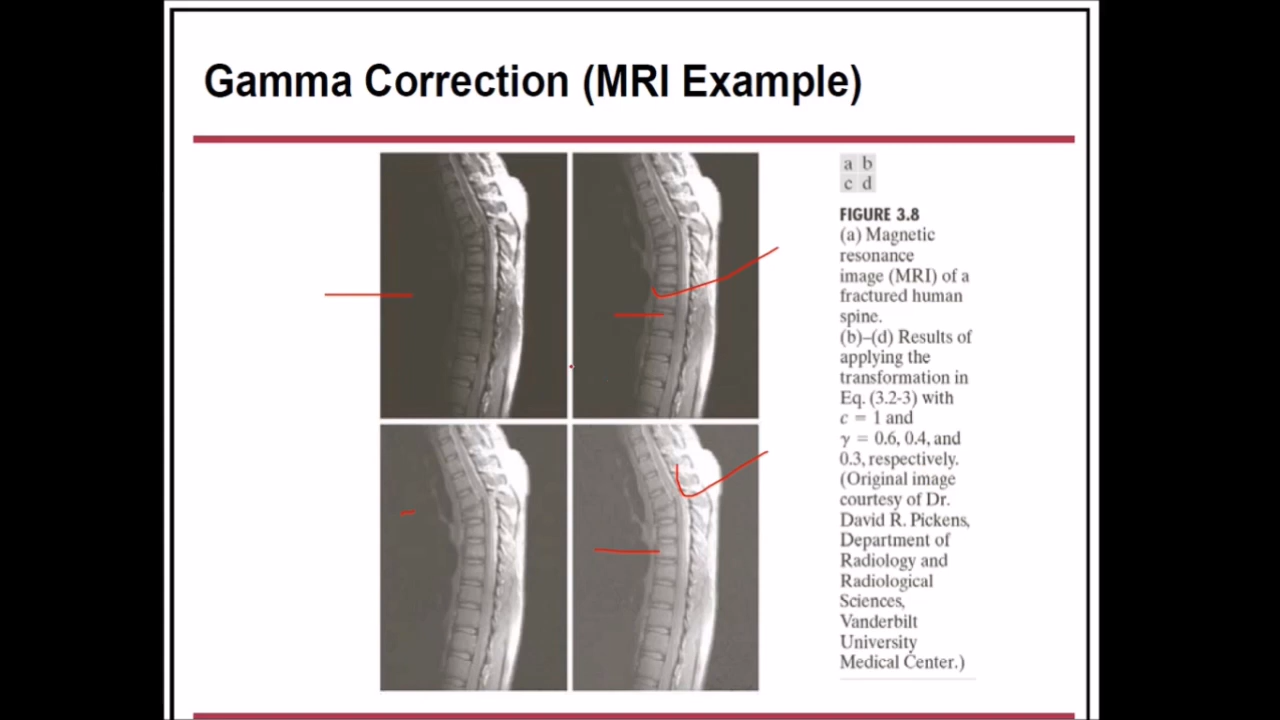 Gamma Correction (MRI Example)
a b
c d
FIGURE 3.8
(a) Magnetic
resonance
image (MRI) of a
fractured human
spine.
(b)–(d) Results of
applying the
transformation in
Eq. (3.2-3) with
c = 1 and
γ = 0.6, 0.4, and
0.3, respectively.
(Original image
courtesy of Dr.
David R. Pickens,
Department of
Radiology and
Radiological
Sciences,
Vanderbilt
University
Medical Center.)